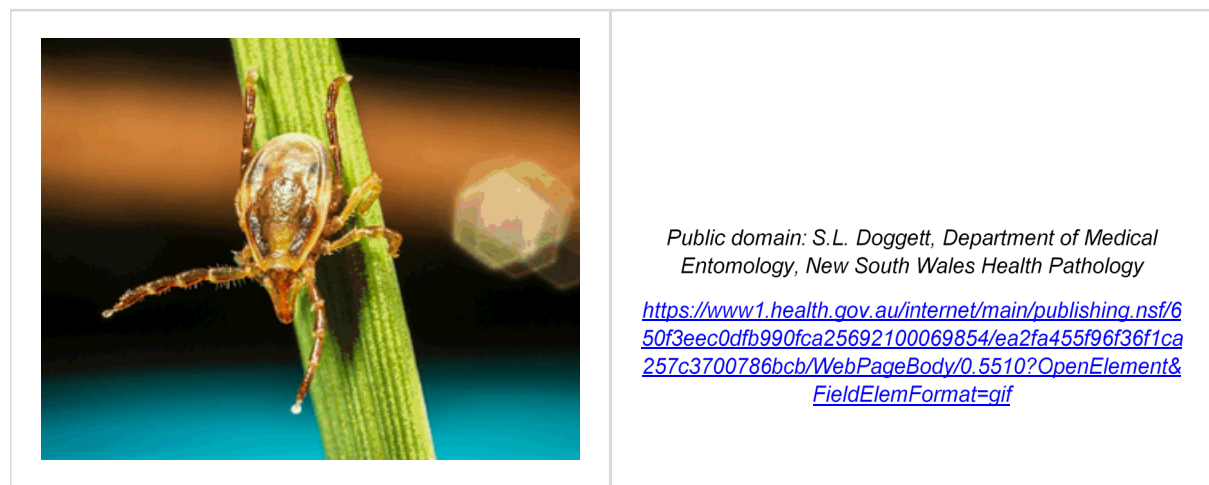 Public domain: S.L. Doggett, Department of Medical
Entomology, New South Wales Health Pathology
https://www1.health.gov.au/internet/main/publishing.nsf/6
50f3eec0dfb990fca25692100069854/ea2fa455f96f36f1ca
257c3700786bcb/WebPageBody/0.5510?OpenElement&
FieldElemFormat=gif